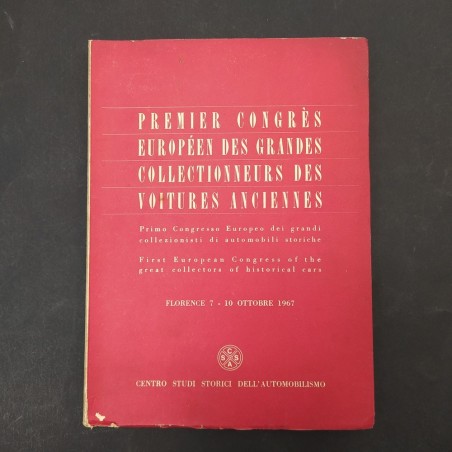 PREMIER CONGRÈS
EUROPÉEN DES GRANDES
COLLECTIONNEURS DES
VOITURES ANCIENNES
Primo Congresso Europeo dei grandi
collezionisti di automobili storiche
First European Congress of the
great collectors of historical cars
FLORENCE 7 - 10 OTTOBRE 1967
C
S S
A
CENTRO STUDI STORICI DELL'AUTOMOBILISMO